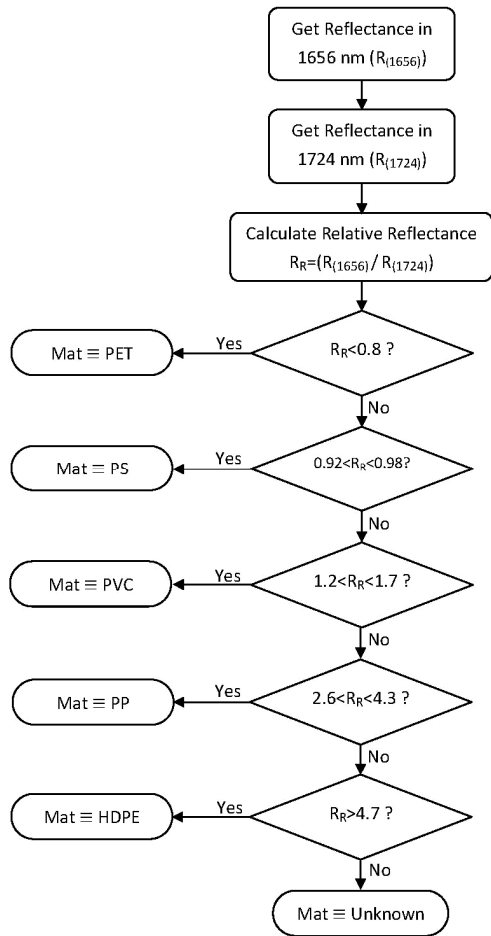 Get Reflectance in
1656 nm (R(1656))
Get Reflectance in
1724 nm (R(1724))
Calculate Relative Reflectance
RR=(R(1656)/ R(1724))
RR<0.8 ?
Yes
Mat ≡ PET
No
0.92<RR<0.98?
Yes
Mat ≡ PS
No
1.2<RR<1.7 ?
Yes
Mat ≡ PVC
No
2.6<RR<4.3 ?
Yes
Mat ≡ PP
No
RR>4.7 ?
Yes
Mat ≡ HDPE
No
Mat ≡ Unknown